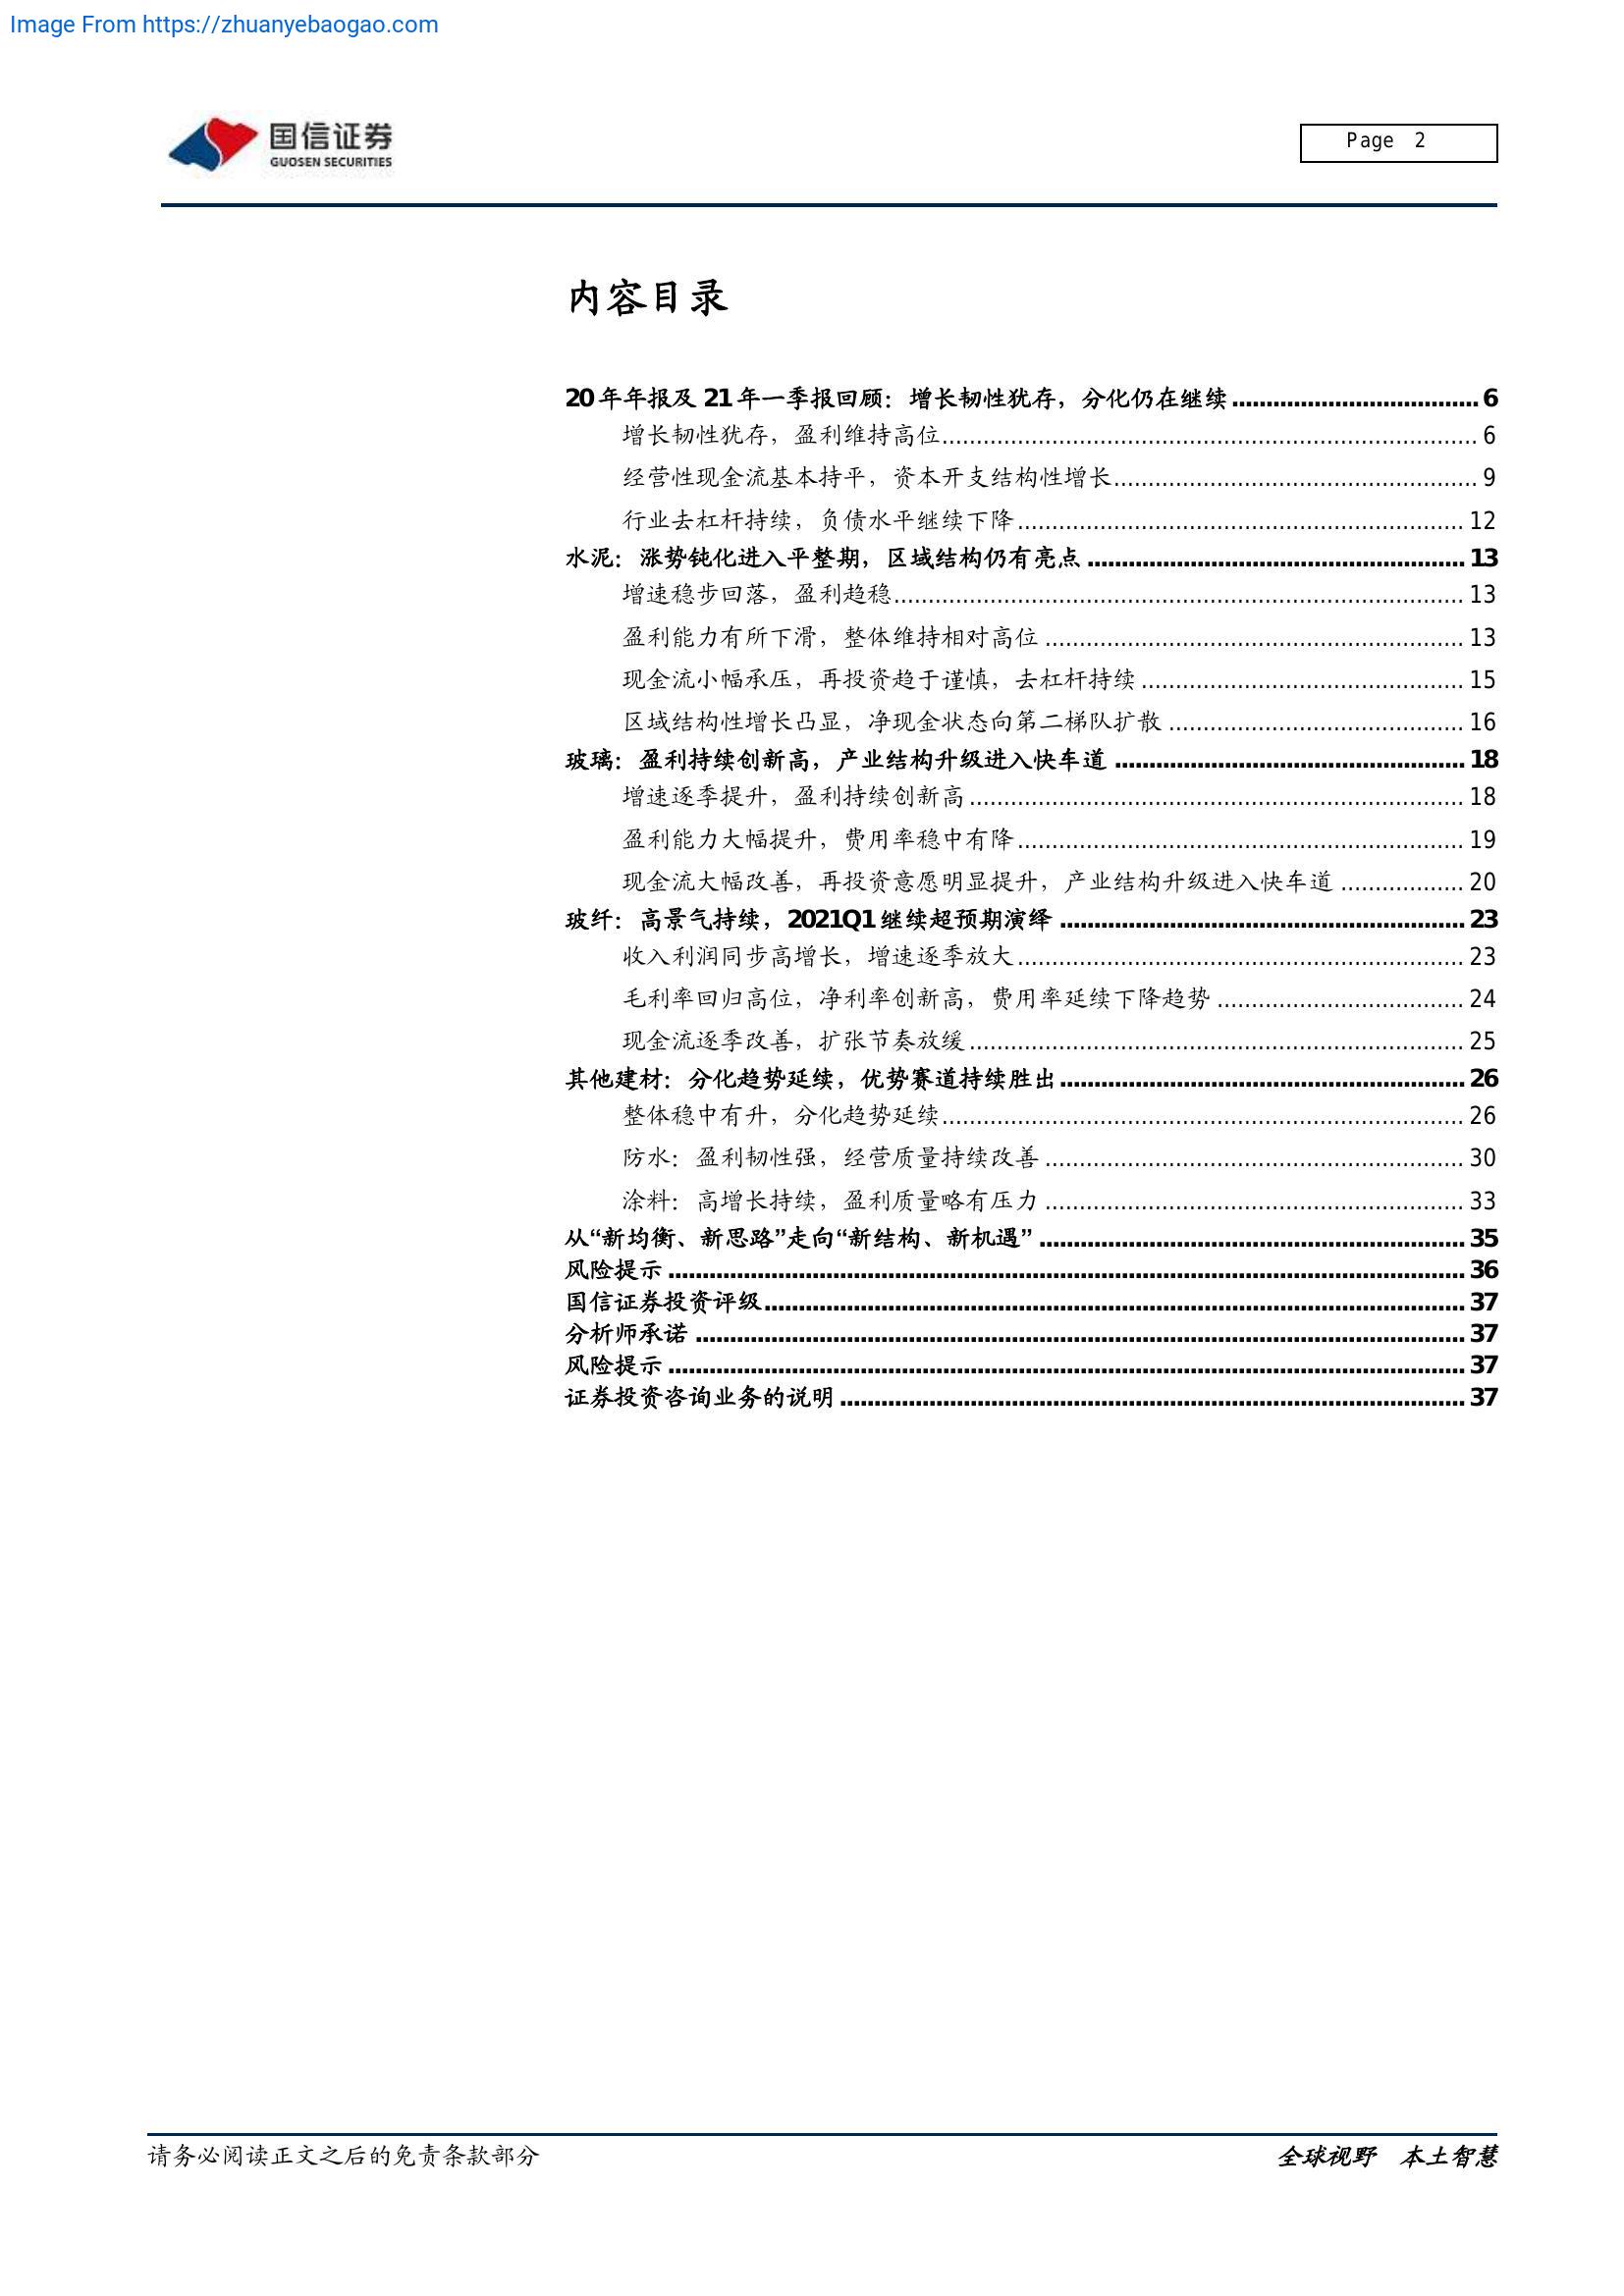 Image From https://zhuanyebaogao.com
国信证券
GUOSEN SECURITIES
Page 2
内容目录
20 年年报及 21 年一季报回顾：增长韧性犹存，分化仍在继续 .................................... 6
增长韧性犹存，盈利维持高位.............................................................................. 6
经营性现金流基本持平，资本开支结构性增长..................................................... 9
行业去杠杆持续，负债水平继续下降................................................................. 12
水泥：涨势钝化进入平整期，区域结构仍有亮点 ....................................................... 13
增速稳步回落，盈利趋稳................................................................................... 13
盈利能力有所下滑，整体维持相对高位 ............................................................. 13
现金流小幅承压，再投资趋于谨慎，去杠杆持续 ............................................... 15
区域结构性增长凸显，净现金状态向第二梯队扩散 ........................................... 16
玻璃：盈利持续创新高，产业结构升级进入快车道 ................................................... 18
增速逐季提升，盈利持续创新高 ........................................................................ 18
盈利能力大幅提升，费用率稳中有降................................................................. 19
现金流大幅改善，再投资意愿明显提升，产业结构升级进入快车道 .................. 20
玻纤：高景气持续，2021Q1 继续超预期演绎 ........................................................... 23
收入利润同步高增长，增速逐季放大................................................................. 23
毛利率回归高位，净利率创新高，费用率延续下降趋势 .................................... 24
现金流逐季改善，扩张节奏放缓........................................................................ 25
其他建材：分化趋势延续，优势赛道持续胜出........................................................... 26
整体稳中有升，分化趋势延续............................................................................ 26
防水：盈利韧性强，经营质量持续改善 ............................................................. 30
涂料：高增长持续，盈利质量略有压力 ............................................................. 33
从“新均衡、新思路”走向“新结构、新机遇” .............................................................. 35
风险提示 .................................................................................................................... 36
国信证券投资评级...................................................................................................... 37
分析师承诺 ................................................................................................................ 37
风险提示 .................................................................................................................... 37
证券投资咨询业务的说明 ........................................................................................... 37
请务必阅读正文之后的免责条款部分
全球视野 本土智慧